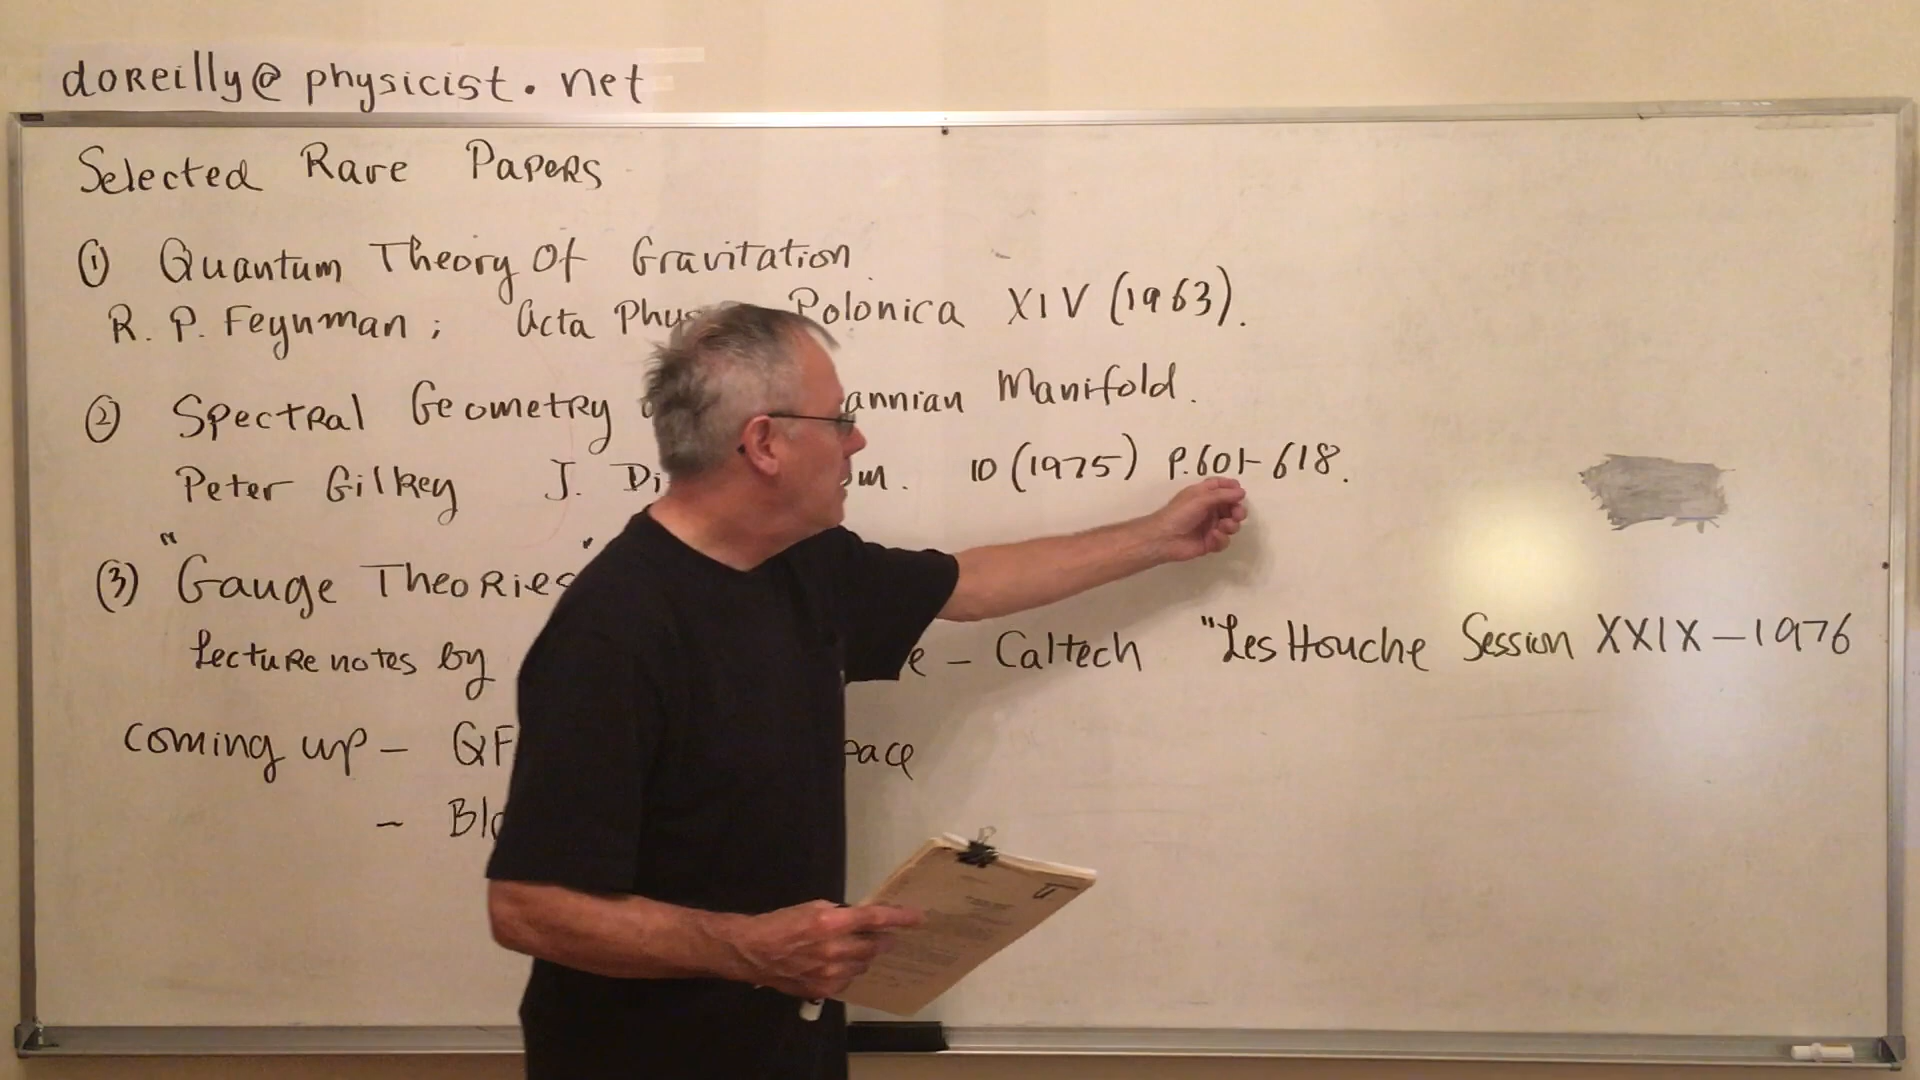 doreilly@physicist.net
Selected Rare Papers
① Quantum Theory Of Gravitation
R. P. Feynman; Acta Phys Polonica XIV (1963).
② Spectral Geometry annian Manifold.
Peter Gilkey J. Di om. 10 (1975) P.601-618.
(3) "Gauge Theories"
Lecture notes by e - Caltech "Les Houche Session XXIX-1976
coming up - QF pace
- Bl